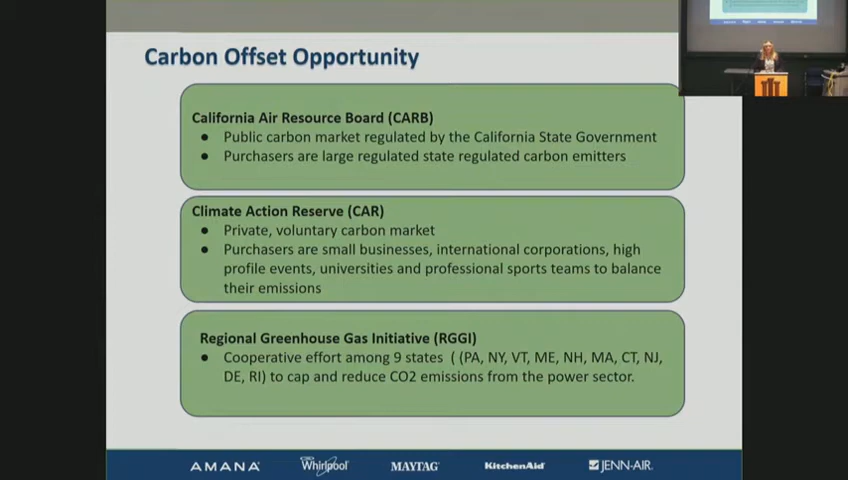 Carbon Offset Opportunity
California Air Resource Board (CARB)
● Public carbon market regulated by the California State Government
● Purchasers are large regulated state regulated carbon emitters
Climate Action Reserve (CAR)
● Private, voluntary carbon market
● Purchasers are small businesses, international corporations, high
profile events, universities and professional sports teams to balance
their emissions
Regional Greenhouse Gas Initiative (RGGI)
● Cooperative effort among 9 states ( (PA, NY, VT, ME, NH, MA, CT, NJ,
DE, RI) to cap and reduce CO2 emissions from the power sector.
AMANA Whirlpool MAYTAG KitchenAid JENN-AIR